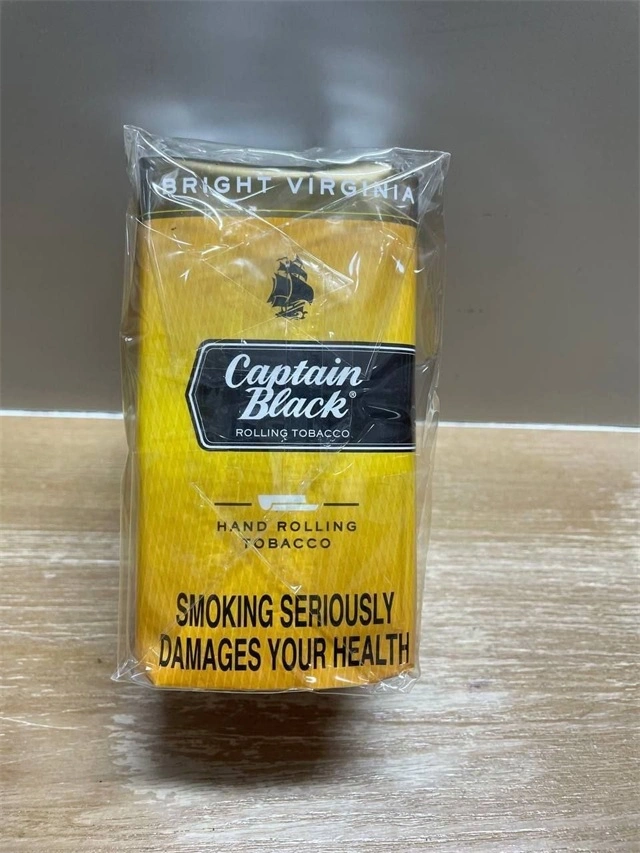 BRIGHT VIRGINIA
Captain
Black®
ROLLING TOBACCO
HAND ROLLING
TOBACCO
SMOKING SERIOUSLY
DAMAGES YOUR HEALTH